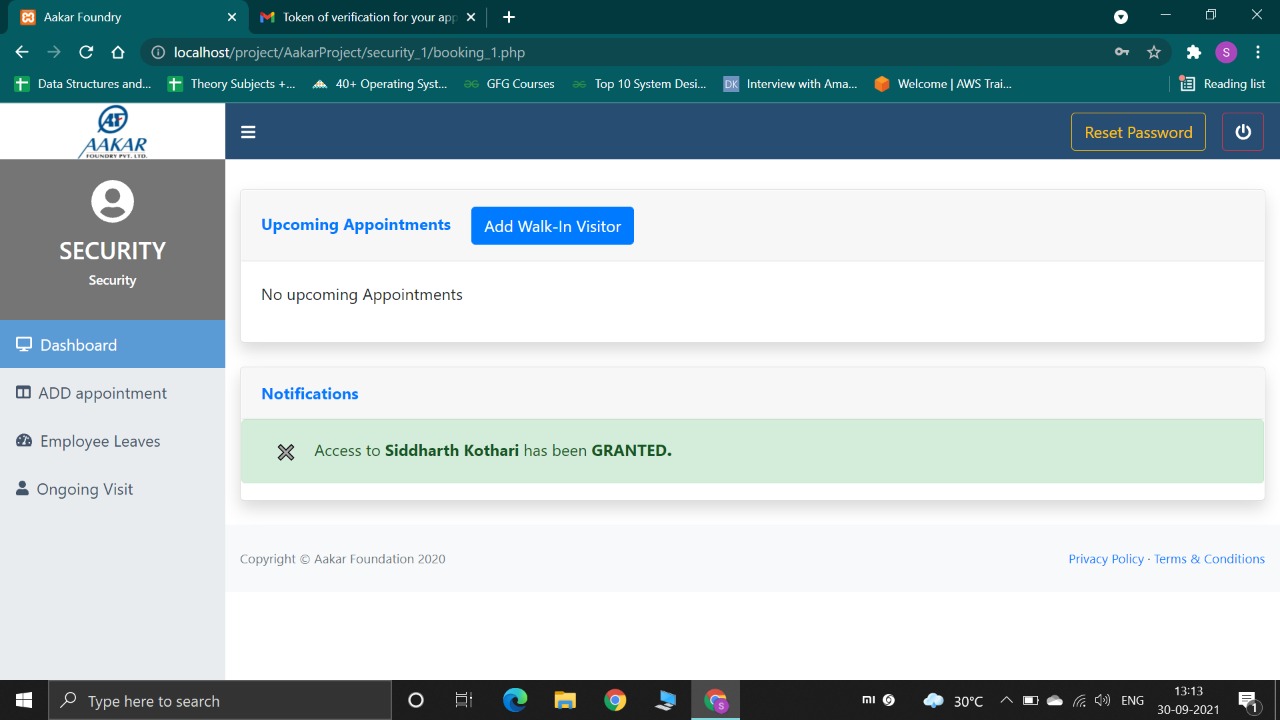 Aakar Foundry
Token of verification for your app
localhost/project/AakarProject/security_1/booking_1.php
S
Data Structures and...
Theory Subjects +...
40+ Operating Syst...
GFG Courses
Top 10 System Desi...
DK Interview with Ama...
Welcome | AWS Trai...
Reading list
AF
AAKAR
FOUNDRY PVT. LTD.
Reset Password
SECURITY
Security
Dashboard
ADD appointment
Employee Leaves
Ongoing Visit
Upcoming Appointments
Add Walk-In Visitor
No upcoming Appointments
Notifications
Access to Siddharth Kothari has been GRANTED.
Copyright © Aakar Foundation 2020
Privacy Policy · Terms & Conditions
Type here to search
S
30°C
ENG
13:13
30-09-2021
1